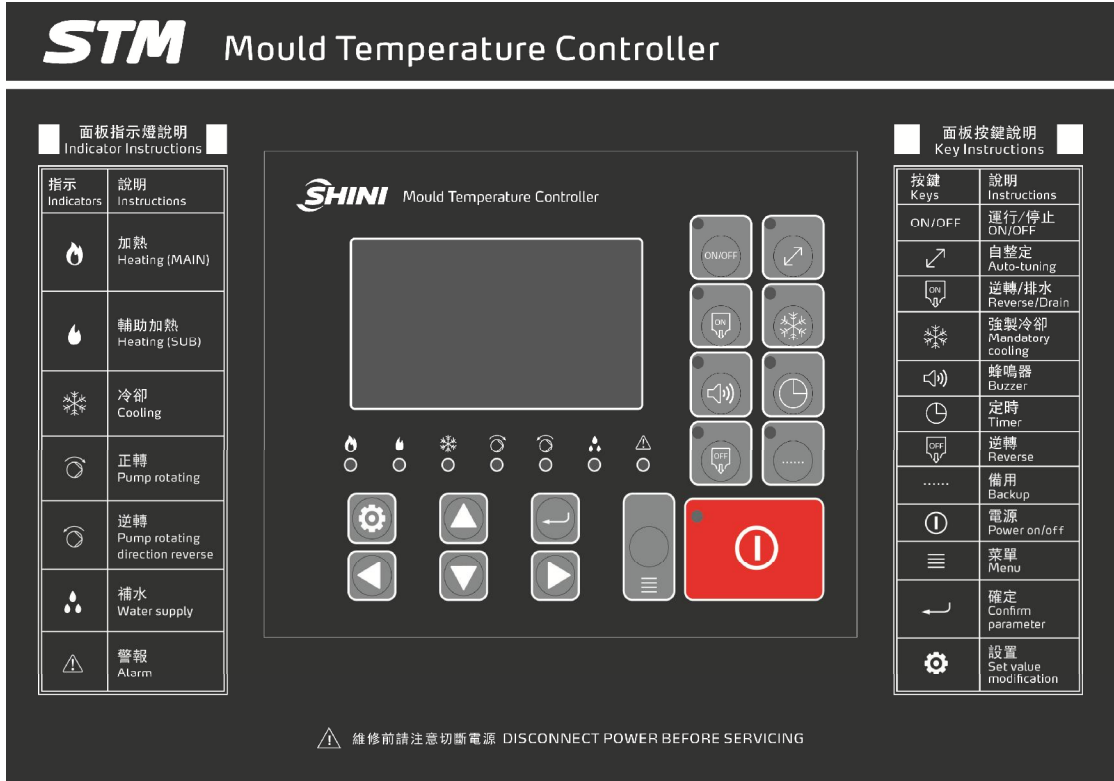 STM Mould Temperature Controller
面板指示燈說明
Indicator Instructions
指示 說明
Indicators Instructions
加熱
Heating (MAIN)
輔助加熱
Heating (SUB)
冷卻
Cooling
正轉
Pump rotating
逆轉
Pump rotating
direction reverse
補水
Water supply
警報
Alarm
SHINI Mould Temperature Controller
ON/OFF
ON
OFF
......
面板按鍵說明
Key Instructions
按鍵 說明
Keys Instructions
ON/OFF 運行/停止
ON/OFF
自整定
Auto-tuning
ON 逆轉/排水
Reverse/Drain
強製冷卻
Mandatory
cooling
蜂鳴器
Buzzer
定時
Timer
OFF 逆轉
Reverse
...... 備用
Backup
電源
Power on/off
菜單
Menu
確定
Confirm
parameter
設置
Set value
modification
維修前請注意切斷電源 DISCONNECT POWER BEFORE SERVICING